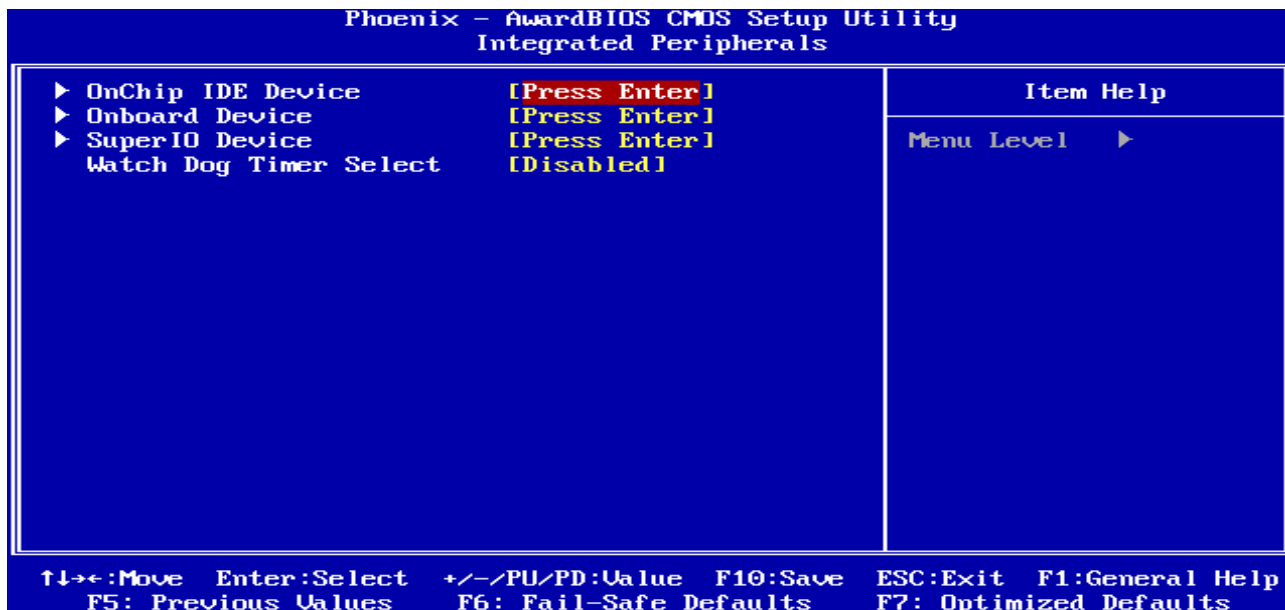 Phoenix - AwardBIOS CMOS Setup Utility
Integrated Peripherals
▶ OnChip IDE Device [Press Enter]
▶ Onboard Device [Press Enter]
▶ SuperIO Device [Press Enter]
Watch Dog Timer Select [Disabled]
Item Help
Menu Level ▶
↑↓→←:Move Enter:Select +/-/PU/PD:Value F10:Save ESC:Exit F1:General Help
F5: Previous Values F6: Fail-Safe Defaults F7: Optimized Defaults